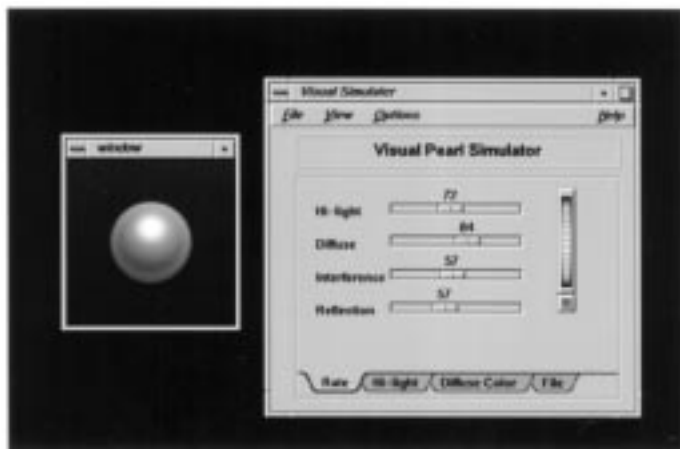 window
Visual Simulator
File View Options Help
Visual Pearl Simulator
Hi-light 72
Diffuse 84
Interference 57
Reflection 57
Rate Hi-light Diffuse Color File